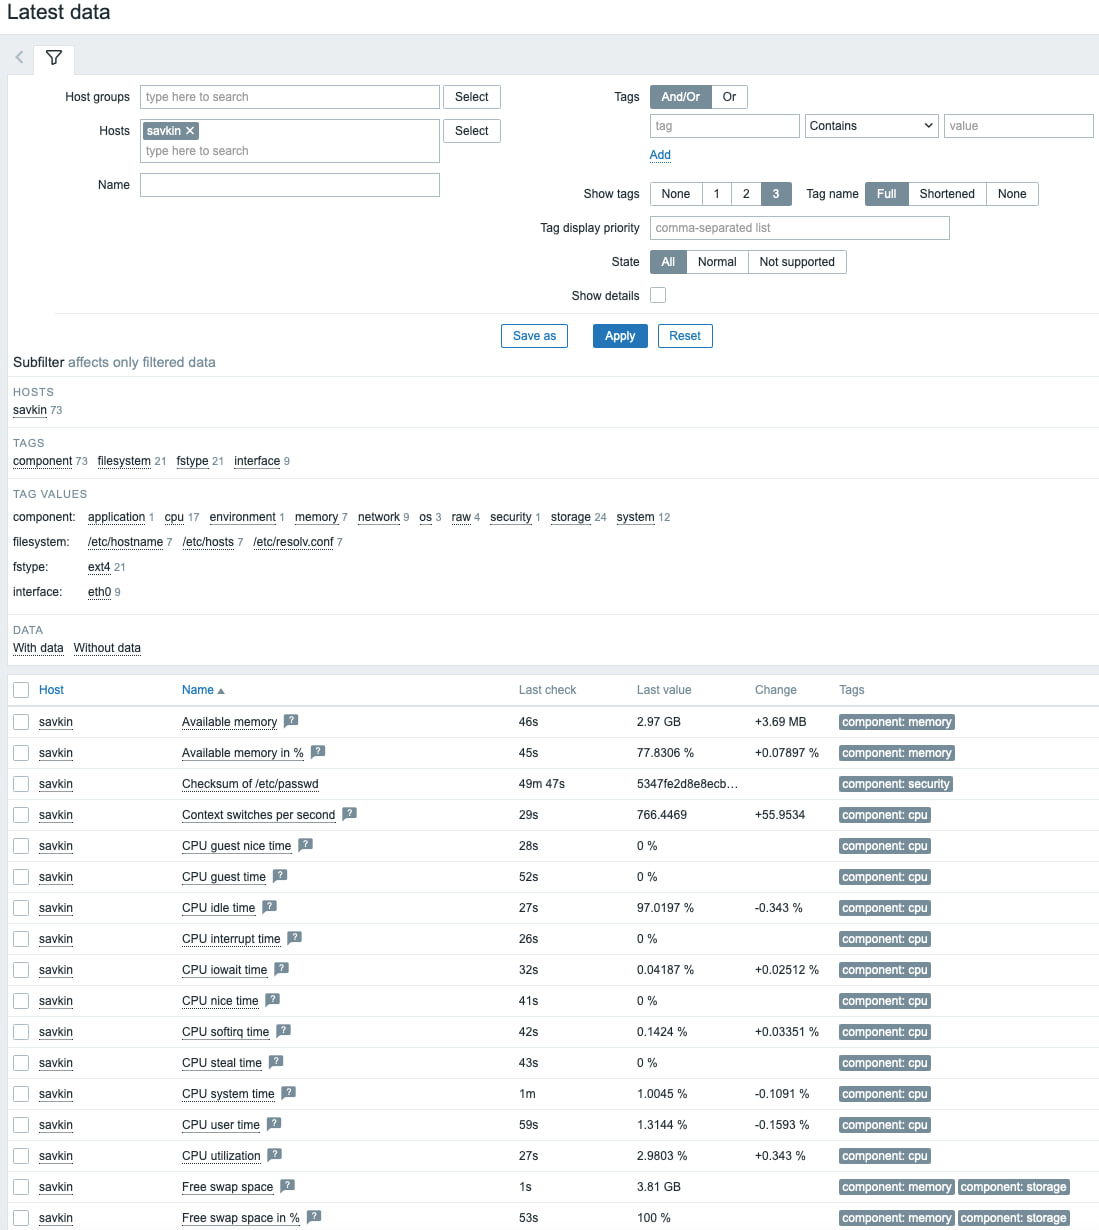 Latest data
Host groups type here to search Select Tags And/Or Or
Hosts savkin × Select tag Contains value
type here to search
Add
Name
Show tags None 1 2 3 Tag name Full Shortened None
Tag display priority comma-separated list
State All Normal Not supported
Show details
Save as Apply Reset
Subfilter affects only filtered data
HOSTS
savkin 73
TAGS
component 73 filesystem 21 fstype 21 interface 9
TAG VALUES
component: application 1 cpu 17 environment 1 memory 7 network 9 os 3 raw 4 security 1 storage 24 system 12
filesystem: /etc/hostname 7 /etc/hosts 7 /etc/resolv.conf 7
fstype: ext4 21
interface: eth0 9
DATA
With data Without data
Host Name ▲ Last check Last value Change Tags
savkin Available memory ? 46s 2.97 GB +3.69 MB component: memory
savkin Available memory in % ? 45s 77.8306 % +0.07897 % component: memory
savkin Checksum of /etc/passwd 49m 47s 5347fe2d8e8ecb... component: security
savkin Context switches per second ? 29s 766.4469 +55.9534 component: cpu
savkin CPU guest nice time ? 28s 0 % component: cpu
savkin CPU guest time ? 52s 0 % component: cpu
savkin CPU idle time ? 27s 97.0197 % -0.343 % component: cpu
savkin CPU interrupt time ? 26s 0 % component: cpu
savkin CPU iowait time ? 32s 0.04187 % +0.02512 % component: cpu
savkin CPU nice time ? 41s 0 % component: cpu
savkin CPU softirq time ? 42s 0.1424 % +0.03351 % component: cpu
savkin CPU steal time ? 43s 0 % component: cpu
savkin CPU system time ? 1m 1.0045 % -0.1091 % component: cpu
savkin CPU user time ? 59s 1.3144 % -0.1593 % component: cpu
savkin CPU utilization ? 27s 2.9803 % +0.343 % component: cpu
savkin Free swap space ? 1s 3.81 GB component: memory component: storage
savkin Free swap space in % ? 53s 100 % component: memory component: storage